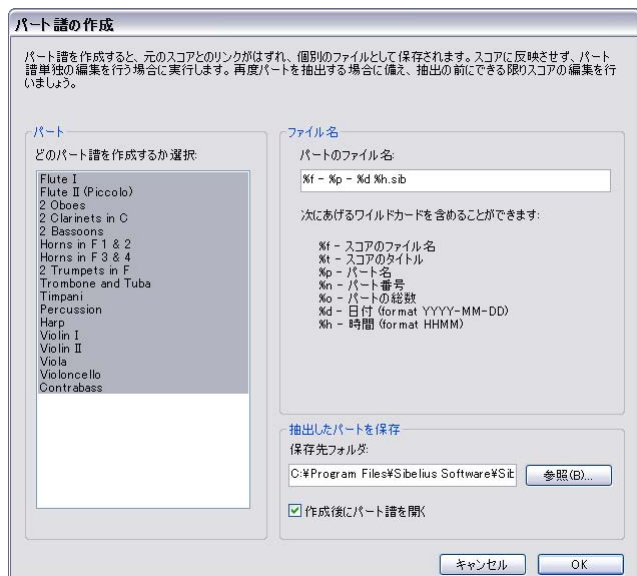 パート譜の作成
パート譜を作成すると、元のスコアとのリンクがはずれ、個別のファイルとして保存されます。スコアに反映させず、パート
譜単独の編集を行う場合に実行します。再度パートを抽出する場合に備え、抽出の前にできる限りスコアの編集を行
いましょう。
パート
どのパート譜を作成するか選択:
Flute I
Flute II (Piccolo)
2 Oboes
2 Clarinets in C
2 Bassoons
Horns in F 1 & 2
Horns in F 3 & 4
2 Trumpets in F
Trombone and Tuba
Timpani
Percussion
Harp
Violin I
Violin II
Viola
Violoncello
Contrabass
ファイル名
パートのファイル名:
%f - %p - %d %h.sib
次にあげるワイルドカードを含めることができます:
%f - スコアのファイル名
%t - スコアのタイトル
%p - パート名
%n - パート番号
%o - パートの総数
%d - 日付 (format YYYY-MM-DD)
%h - 時間 (format HHMM)
抽出したパートを保存
保存先フォルダ:
C:¥Program Files¥Sibelius Software¥Sib
参照(B)...
作成後にパート譜を開く
キャンセル
OK